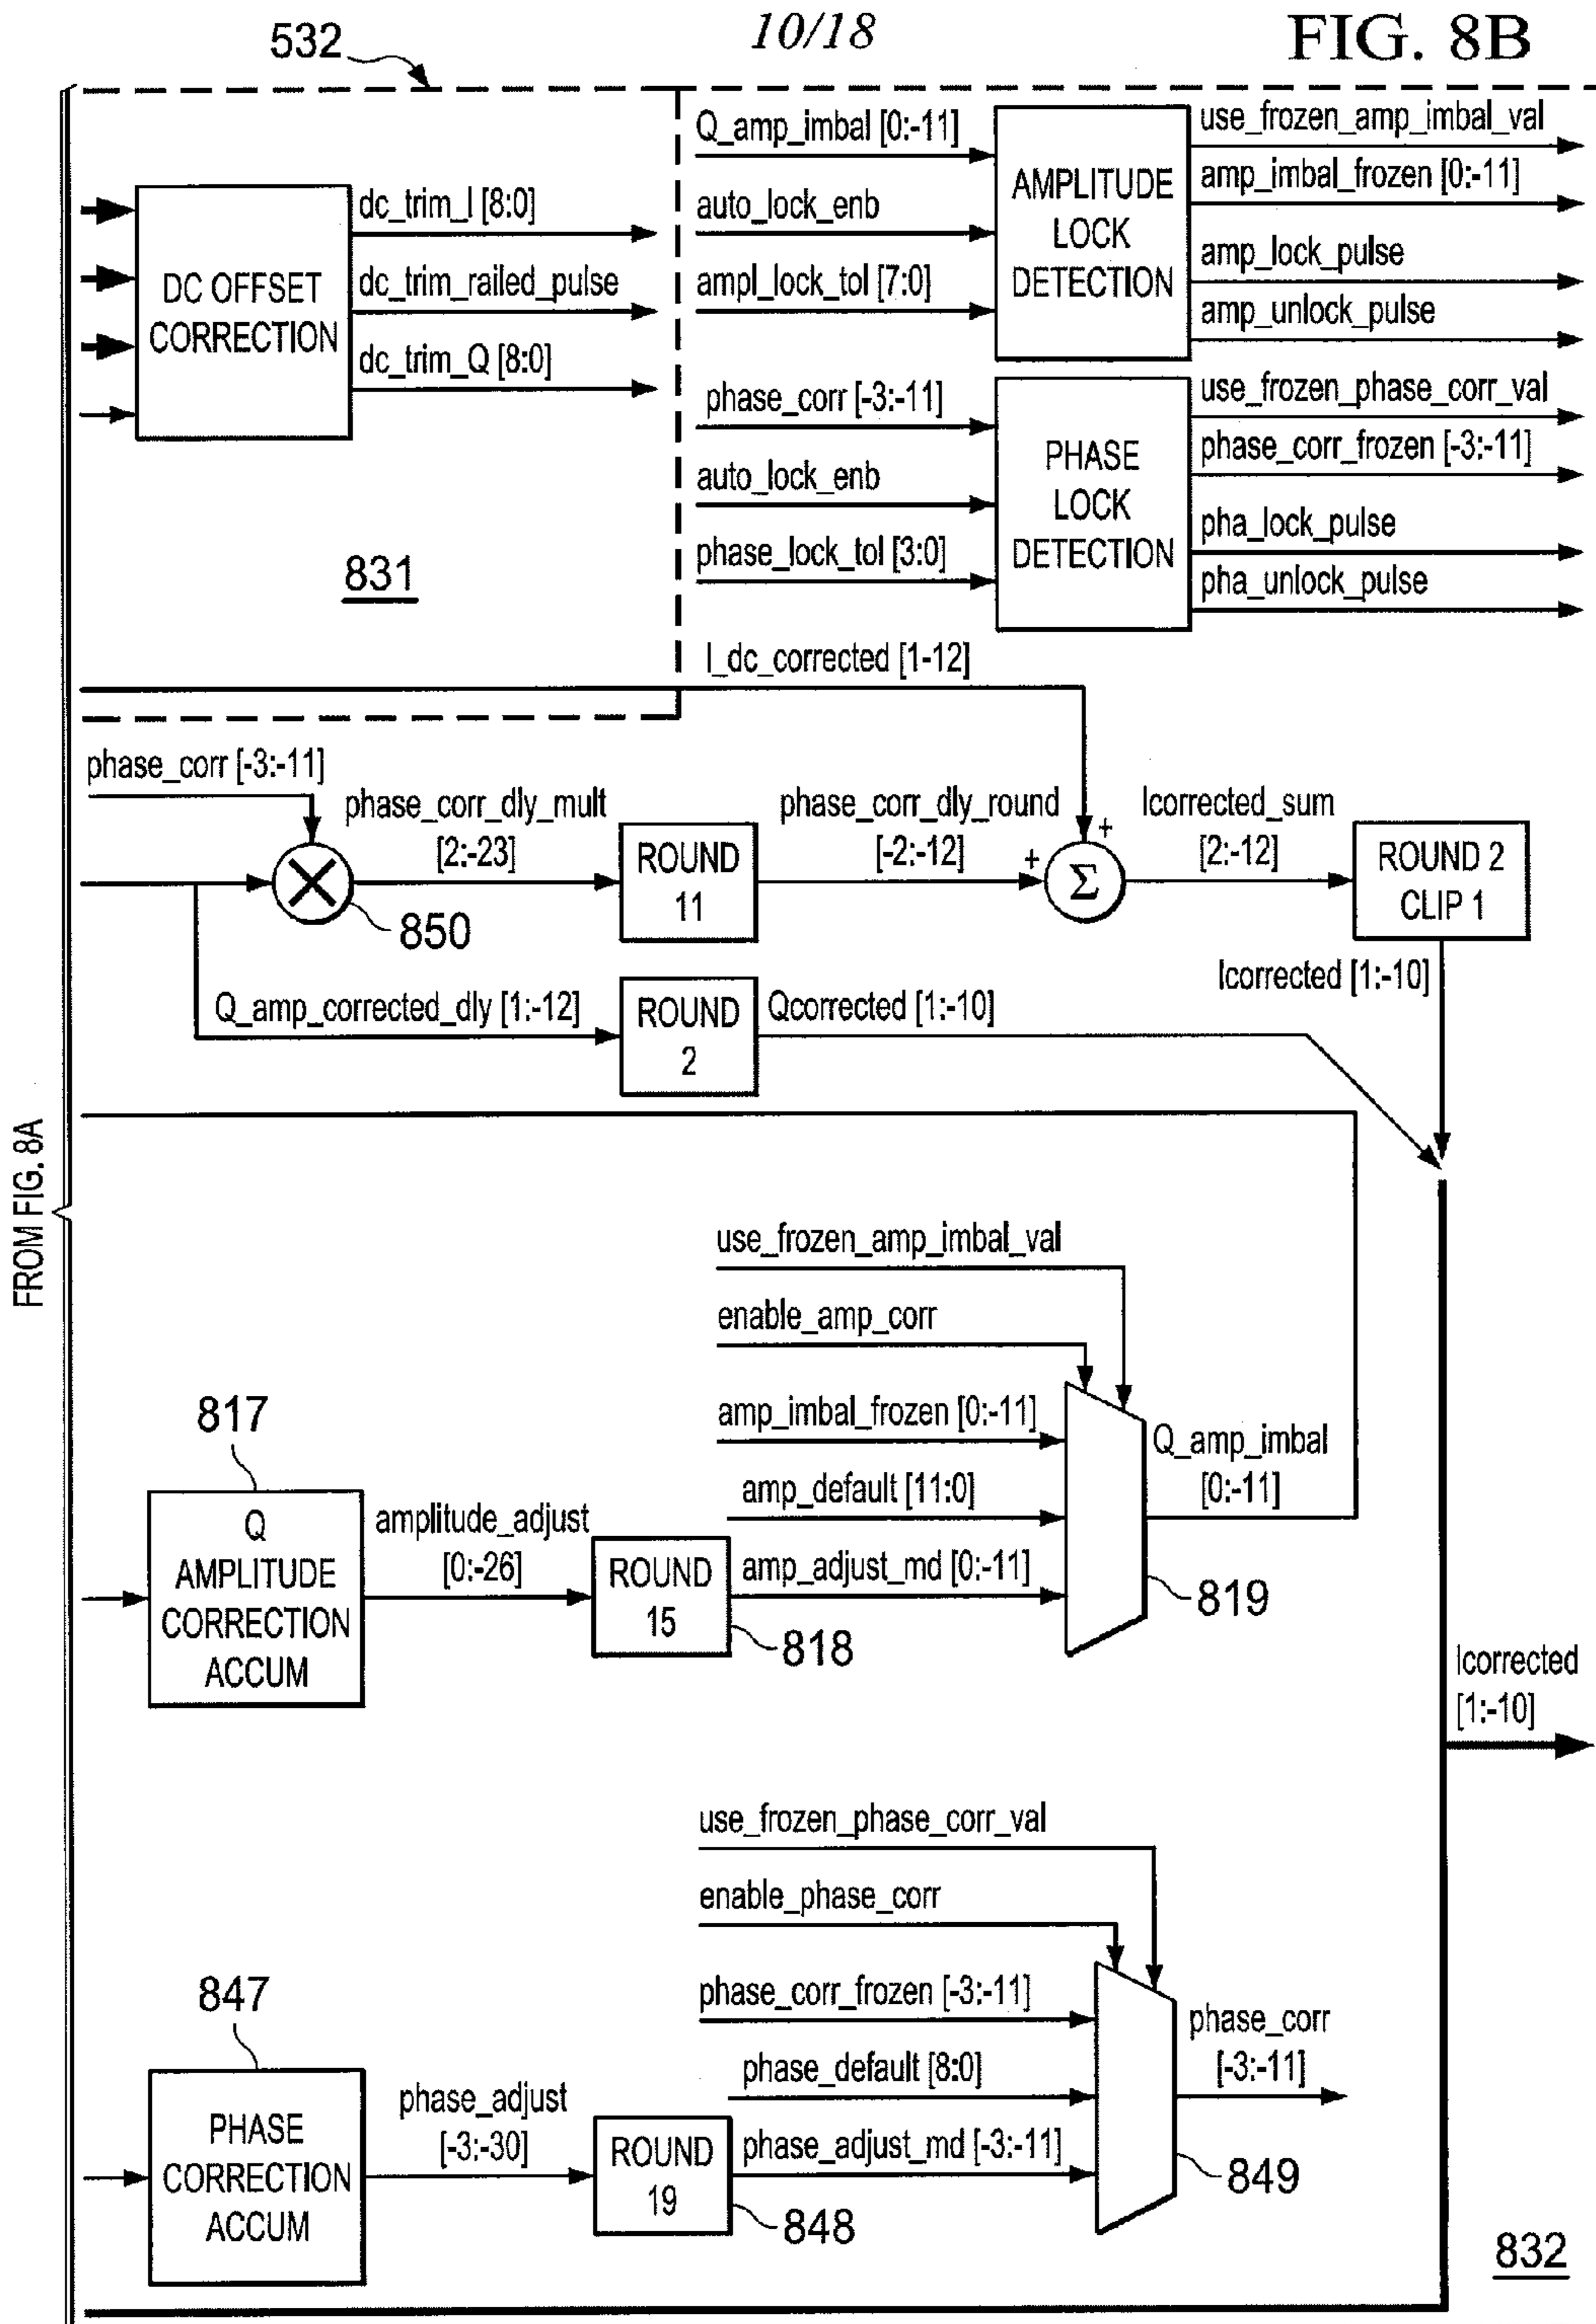 10/18
FIG. 8B
532
DC OFFSET
CORRECTION
dc_trim_I [8:0]
dc_trim_railed_pulse
dc_trim_Q [8:0]
831
Q_amp_imbal [0:-11]
auto_lock_enb
ampl_lock_tol [7:0]
AMPLITUDE
LOCK
DETECTION
use_frozen_amp_imbal_val
amp_imbal_frozen [0:-11]
amp_lock_pulse
amp_unlock_pulse
phase_corr [-3:-11]
auto_lock_enb
phase_lock_tol [3:0]
PHASE
LOCK
DETECTION
use_frozen_phase_corr_val
phase_corr_frozen [-3:-11]
pha_lock_pulse
pha_unlock_pulse
I_dc_corrected [1-12]
phase_corr [-3:-11]
850
phase_corr_dly_mult
[2:-23]
ROUND
11
phase_corr_dly_round
[-2:-12]
+
+
Σ
Icorrected_sum
[2:-12]
ROUND 2
CLIP 1
Icorrected [1:-10]
Q_amp_corrected_dly [1:-12]
ROUND
2
Qcorrected [1:-10]
FROM FIG. 8A
use_frozen_amp_imbal_val
enable_amp_corr
amp_imbal_frozen [0:-11]
amp_default [11:0]
amp_adjust_md [0:-11]
817
Q
AMPLITUDE
CORRECTION
ACCUM
amplitude_adjust
[0:-26]
ROUND
15
818
Q_amp_imbal
[0:-11]
819
Icorrected
[1:-10]
use_frozen_phase_corr_val
enable_phase_corr
phase_corr_frozen [-3:-11]
phase_default [8:0]
phase_adjust_md [-3:-11]
847
PHASE
CORRECTION
ACCUM
phase_adjust
[-3:-30]
ROUND
19
848
phase_corr
[-3:-11]
849
832